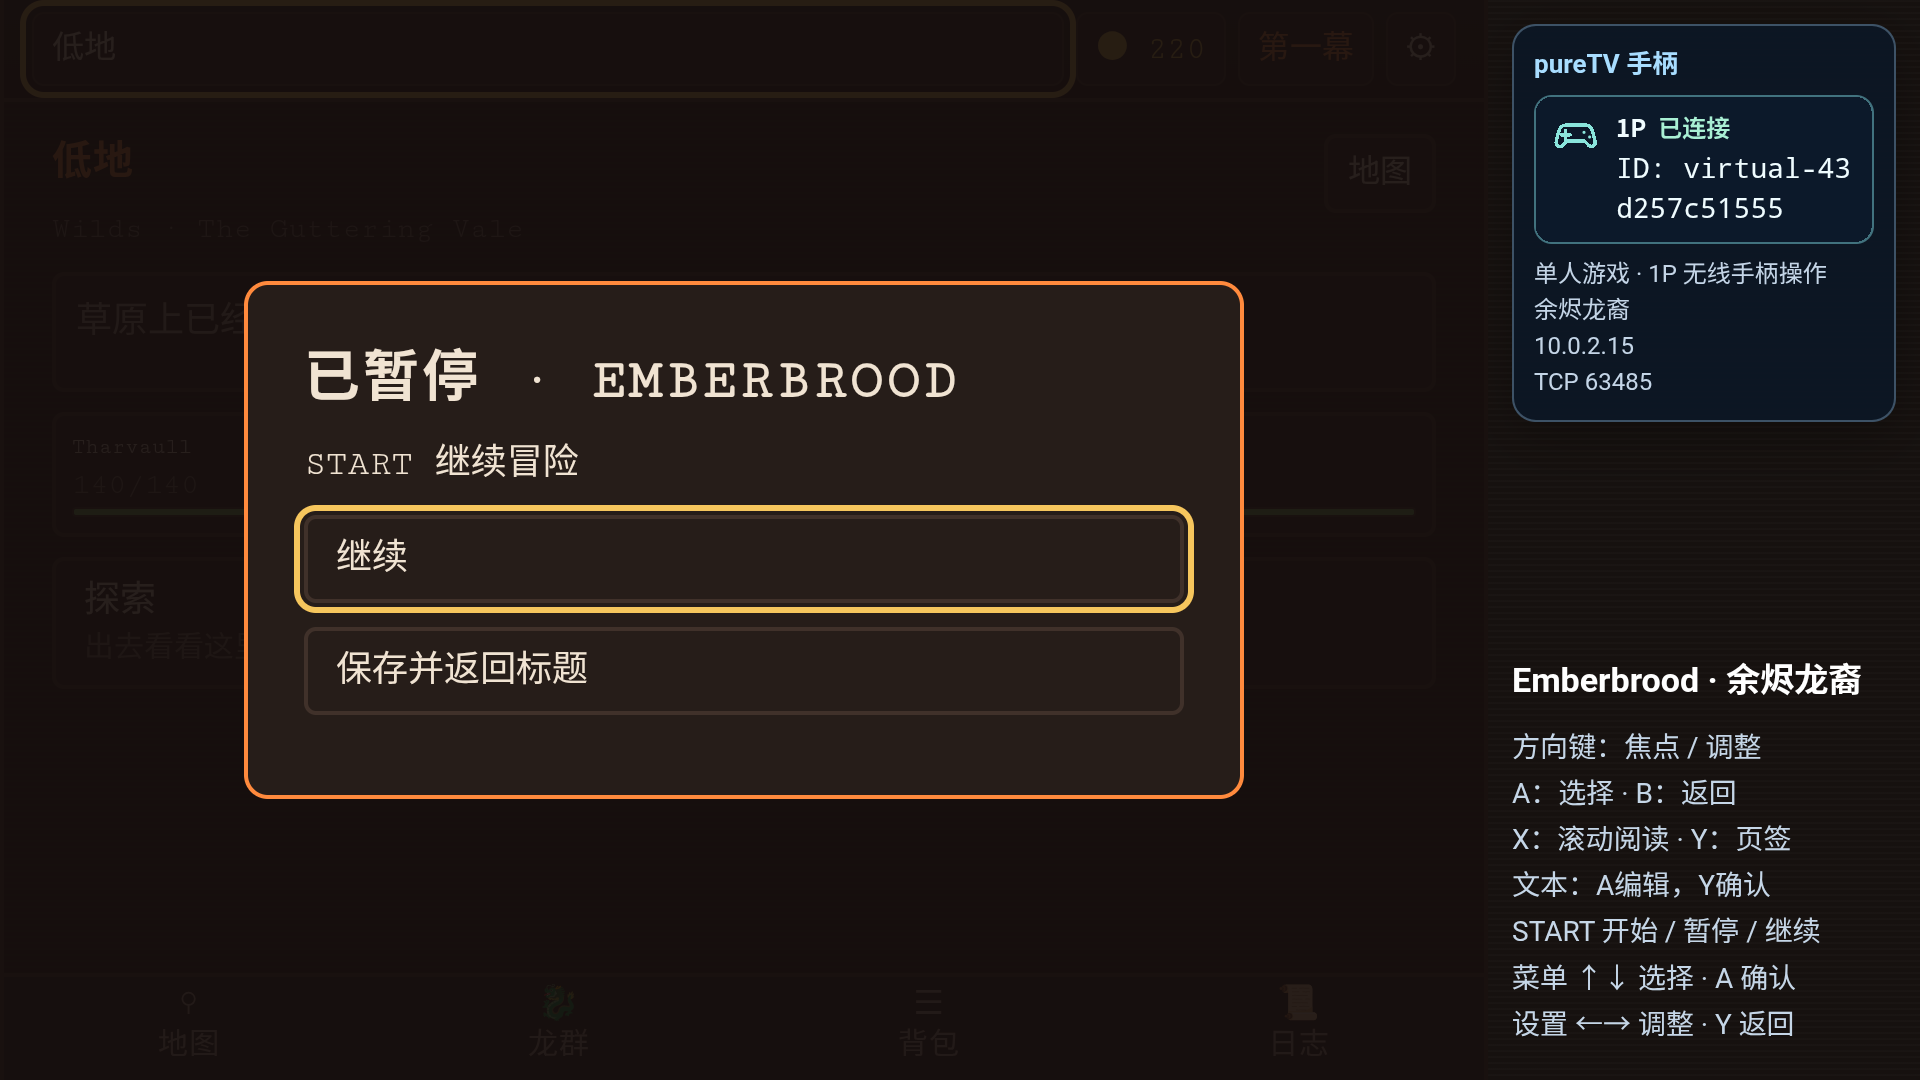 低地
220
第一幕
低地
地图
Wilds · The Guttering Vale
草原上已经
Tharvaull
140/140
探索
出去看看这
已暂停 · EMBERBROOD
START 继续冒险
继续
保存并返回标题
地图
龙群
背包
日志
pureTV 手柄
1P 已连接
ID: virtual-43
d257c51555
单人游戏 · 1P 无线手柄操作
余烬龙裔
10.0.2.15
TCP 63485
Emberbrood · 余烬龙裔
方向键：焦点 / 调整
A：选择 · B：返回
X：滚动阅读 · Y：页签
文本：A编辑，Y确认
START 开始 / 暂停 / 继续
菜单 ↑↓ 选择 · A 确认
设置 ←→ 调整 · Y 返回